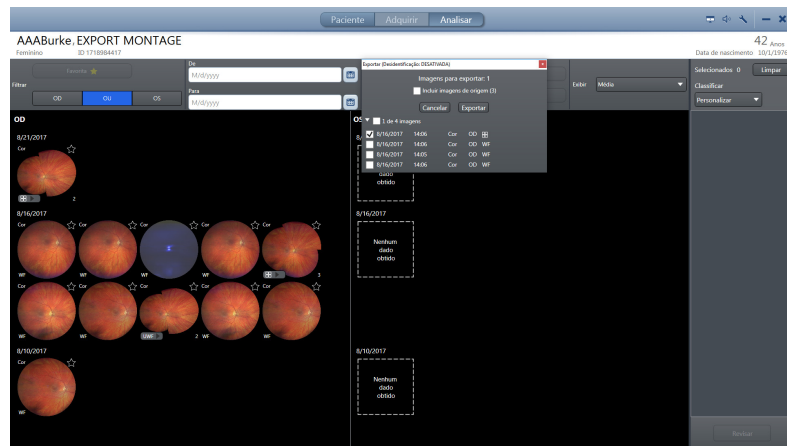 Paciente Adquirir Analisar
AAABurke, EXPORT MONTAGE
Feminino ID 1718984417
42 Anos
Data de nascimento 10/1/1976
Filtrar
Favorito
OD OU OS
De
M/d/yyyy
Para
M/d/yyyy
Exibir Média
Selecionados 0 Limpar
Classificar
Personalizar
Exportar (Desidentificação: DESATIVADA)
Imagens para exportar: 1
Incluir imagens de origem (3)
Cancelar Exportar
1 de 4 imagens
8/16/2017 14:06 Cor OD
8/16/2017 14:06 Cor OD WF
8/16/2017 14:05 Cor OD WF
8/16/2017 14:06 Cor OD WF
OD
8/21/2017
Cor
2
8/16/2017
Cor Cor Cor Cor Cor
WF WF WF WF 3
Cor Cor Cor Cor Cor
WF WF UWF 2 WF WF
8/10/2017
Cor
WF
OS
dado
obtido
8/16/2017
Nenhum
dado
obtido
8/10/2017
Nenhum
dado
obtido
Revisar